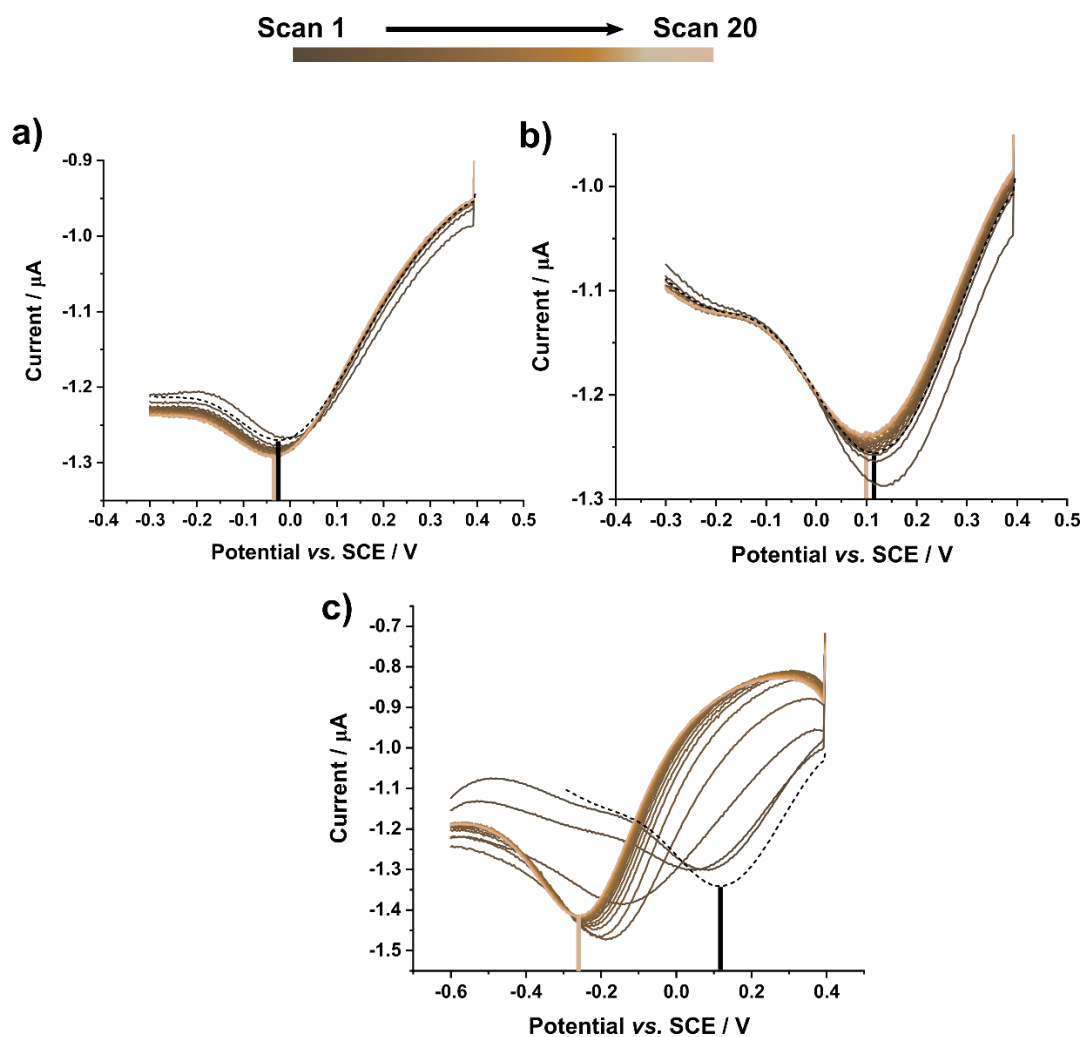 Scan 1 Scan 20
a)
-0.9
-1.0
-1.1
-1.2
-1.3
Current / µA
-0.4 -0.3 -0.2 -0.1 0.0 0.1 0.2 0.3 0.4 0.5
Potential vs. SCE / V
b)
-1.0
-1.1
-1.2
-1.3
Current / µA
-0.4 -0.3 -0.2 -0.1 0.0 0.1 0.2 0.3 0.4 0.5
Potential vs. SCE / V
c)
-0.7
-0.8
-0.9
-1.0
-1.1
-1.2
-1.3
-1.4
-1.5
Current / µA
-0.6 -0.4 -0.2 0.0 0.2 0.4
Potential vs. SCE / V